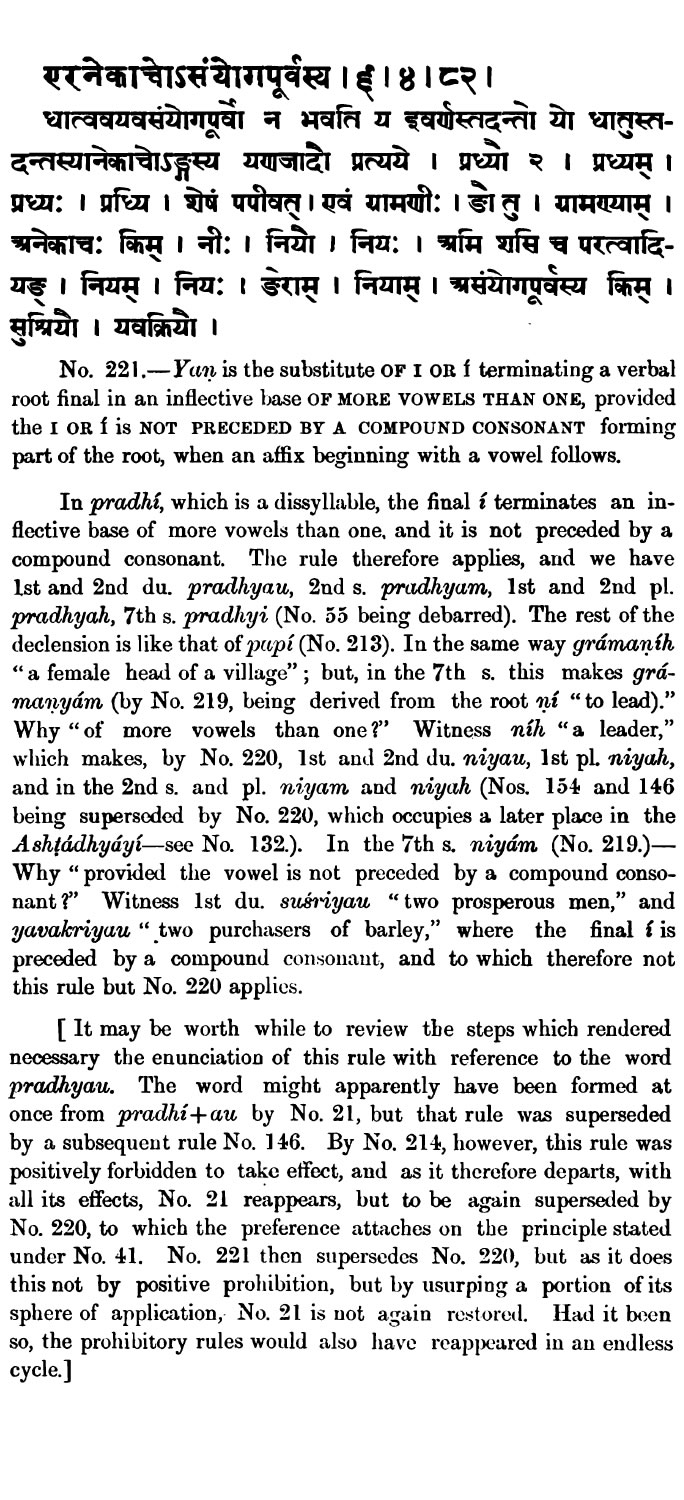 एरनेकाचोऽसंयोगपूर्वस्य । ई । ४ । ८२ ।
धात्ववयवसंयोगपूर्वो न भवति य इवर्णस्तदन्तो यो धातुस्त-
दन्तस्यानेकाचोऽङ्गस्य यणजादौ प्रत्यये । प्रध्यौ २ । प्रध्यम् ।
प्रध्यः । प्रध्यि । शेषं पपीवत् । एवं ग्रामणीः । ङौ तु । ग्रामण्याम् ।
अनेकाचः किम् । नीः । नियौ । नियः । अमि शसि च परत्वादि-
यङ् । नियम् । नियः । ङेराम् । नियाम् । असंयोगपूर्वस्य किम् ।
सुश्रियौ । यवक्रियौ ।
No. 221.—Yaṇ is the substitute OF I OR Í terminating a verbal
root final in an inflective base OF MORE VOWELS THAN ONE, provided
the I OR Í is NOT PRECEDED BY A COMPOUND CONSONANT forming
part of the root, when an affix beginning with a vowel follows.
In pradhí, which is a dissyllable, the final í terminates an in-
flective base of more vowels than one, and it is not preceded by a
compound consonant. The rule therefore applies, and we have
1st and 2nd du. pradhyau, 2nd s. pradhyam, 1st and 2nd pl.
pradhyah, 7th s. pradhyi (No. 55 being debarred). The rest of the
declension is like that of papí (No. 213). In the same way grámaṇíh
“a female head of a village”; but, in the 7th s. this makes grá-
maṇyám (by No. 219, being derived from the root ṇí “to lead).”
Why “of more vowels than one?” Witness níh “a leader,”
which makes, by No. 220, 1st and 2nd du. niyau, 1st pl. niyah,
and in the 2nd s. and pl. niyam and niyah (Nos. 154 and 146
being superseded by No. 220, which occupies a later place in the
Ashṭádhyáyí—see No. 132.). In the 7th s. niyám (No. 219.)—
Why “provided the vowel is not preceded by a compound conso-
nant?” Witness 1st du. suśriyau “two prosperous men,” and
yavakriyau “two purchasers of barley,” where the final í is
preceded by a compound consonant, and to which therefore not
this rule but No. 220 applies.
[ It may be worth while to review the steps which rendered
necessary the enunciation of this rule with reference to the word
pradhyau. The word might apparently have been formed at
once from pradhí+au by No. 21, but that rule was superseded
by a subsequent rule No. 146. By No. 214, however, this rule was
positively forbidden to take effect, and as it therefore departs, with
all its effects, No. 21 reappears, but to be again superseded by
No. 220, to which the preference attaches on the principle stated
under No. 41. No. 221 then supersedes No. 220, but as it does
this not by positive prohibition, but by usurping a portion of its
sphere of application, No. 21 is not again restored. Had it been
so, the prohibitory rules would also have reappeared in an endless
cycle.]